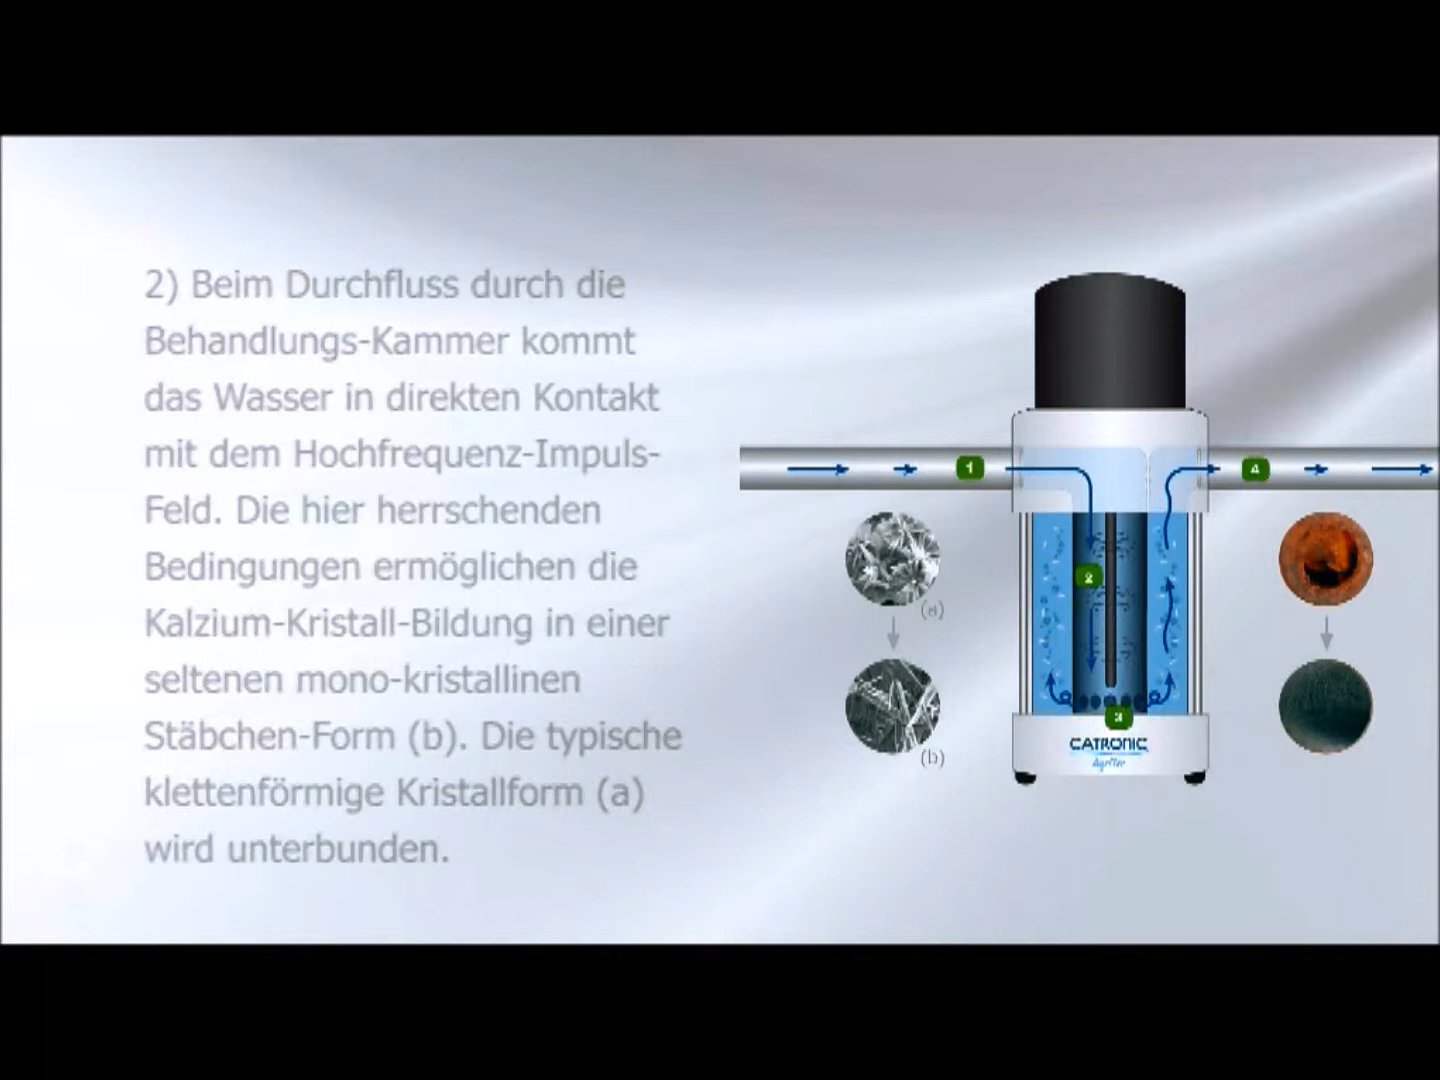 2) Beim Durchfluss durch die
Behandlungs-Kammer kommt
das Wasser in direkten Kontakt
mit dem Hochfrequenz-Impuls-
Feld. Die hier herrschenden
Bedingungen ermöglichen die
Kalzium-Kristall-Bildung in einer
seltenen mono-kristallinen
Stäbchen-Form (b). Die typische
klettenförmige Kristallform (a)
wird unterbunden.
1
4
2
(a)
3
(b)
CATRONIC